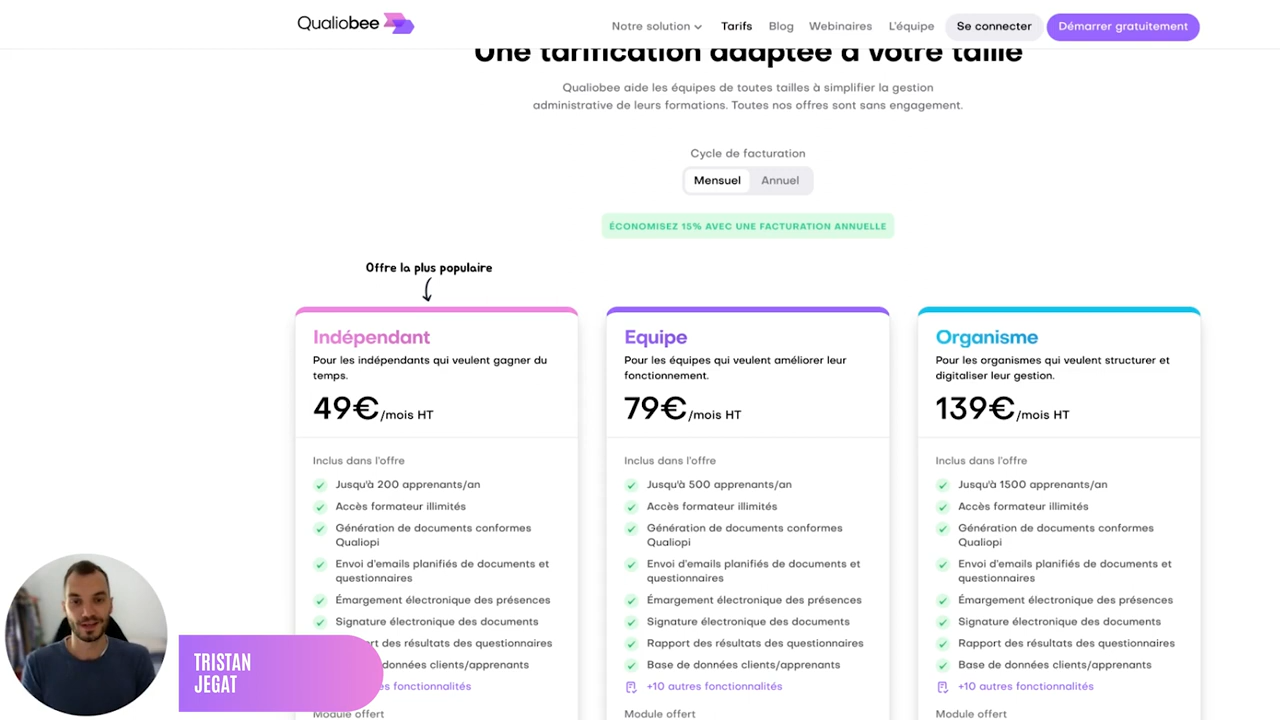 Qualiobee
Notre solution
Tarifs
Blog
Webinaires
L'équipe
Se connecter
Démarrer gratuitement
Une tarification adaptée à votre taille
Qualiobee aide les équipes de toutes tailles à simplifier la gestion
administrative de leurs formations. Toutes nos offres sont sans engagement.
Cycle de facturation
Mensuel
Annuel
ÉCONOMISEZ 15% AVEC UNE FACTURATION ANNUELLE
Offre la plus populaire
Indépendant
Pour les indépendants qui veulent gagner du
temps.
49€/mois HT
Inclus dans l'offre
Jusqu'à 200 apprenants/an
Accès formateur illimités
Génération de documents conformes
Qualiopi
Envoi d'emails planifiés de documents et
questionnaires
Émargement électronique des présences
Signature électronique des documents
ort des résultats des questionnaires
données clients/apprenants
es fonctionnalités
Module offert
Equipe
Pour les équipes qui veulent améliorer leur
fonctionnement.
79€/mois HT
Inclus dans l'offre
Jusqu'à 500 apprenants/an
Accès formateur illimités
Génération de documents conformes
Qualiopi
Envoi d'emails planifiés de documents et
questionnaires
Émargement électronique des présences
Signature électronique des documents
Rapport des résultats des questionnaires
Base de données clients/apprenants
+10 autres fonctionnalités
Module offert
Organisme
Pour les organismes qui veulent structurer et
digitaliser leur gestion.
139€/mois HT
Inclus dans l'offre
Jusqu'à 1500 apprenants/an
Accès formateur illimités
Génération de documents conformes
Qualiopi
Envoi d'emails planifiés de documents et
questionnaires
Émargement électronique des présences
Signature électronique des documents
Rapport des résultats des questionnaires
Base de données clients/apprenants
+10 autres fonctionnalités
Module offert
TRISTAN
JEGAT